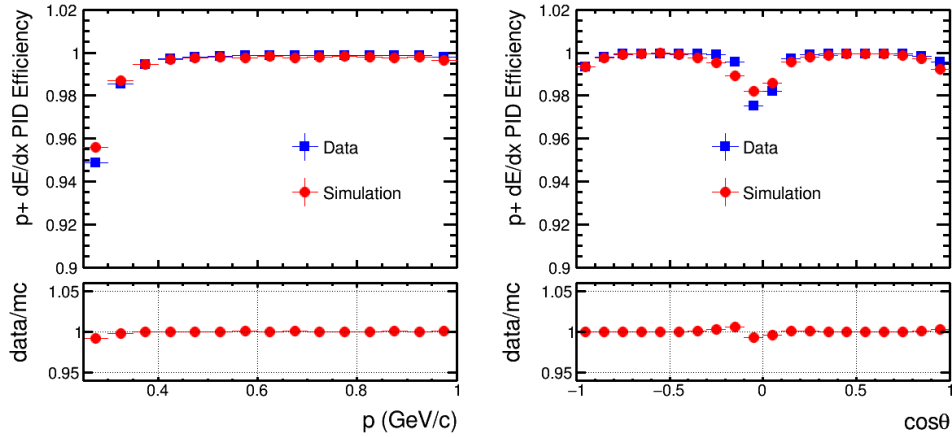 p+ dE/dx PID Efficiency
1.02
1
0.98
0.96
0.94
0.92
0.9
Data
Simulation
data/mc
1.05
1
0.95
0.4
0.6
0.8
1
p (GeV/c)
p+ dE/dx PID Efficiency
1.02
1
0.98
0.96
0.94
0.92
0.9
Data
Simulation
data/mc
1.05
1
0.95
−1
−0.5
0
0.5
1
cosθ